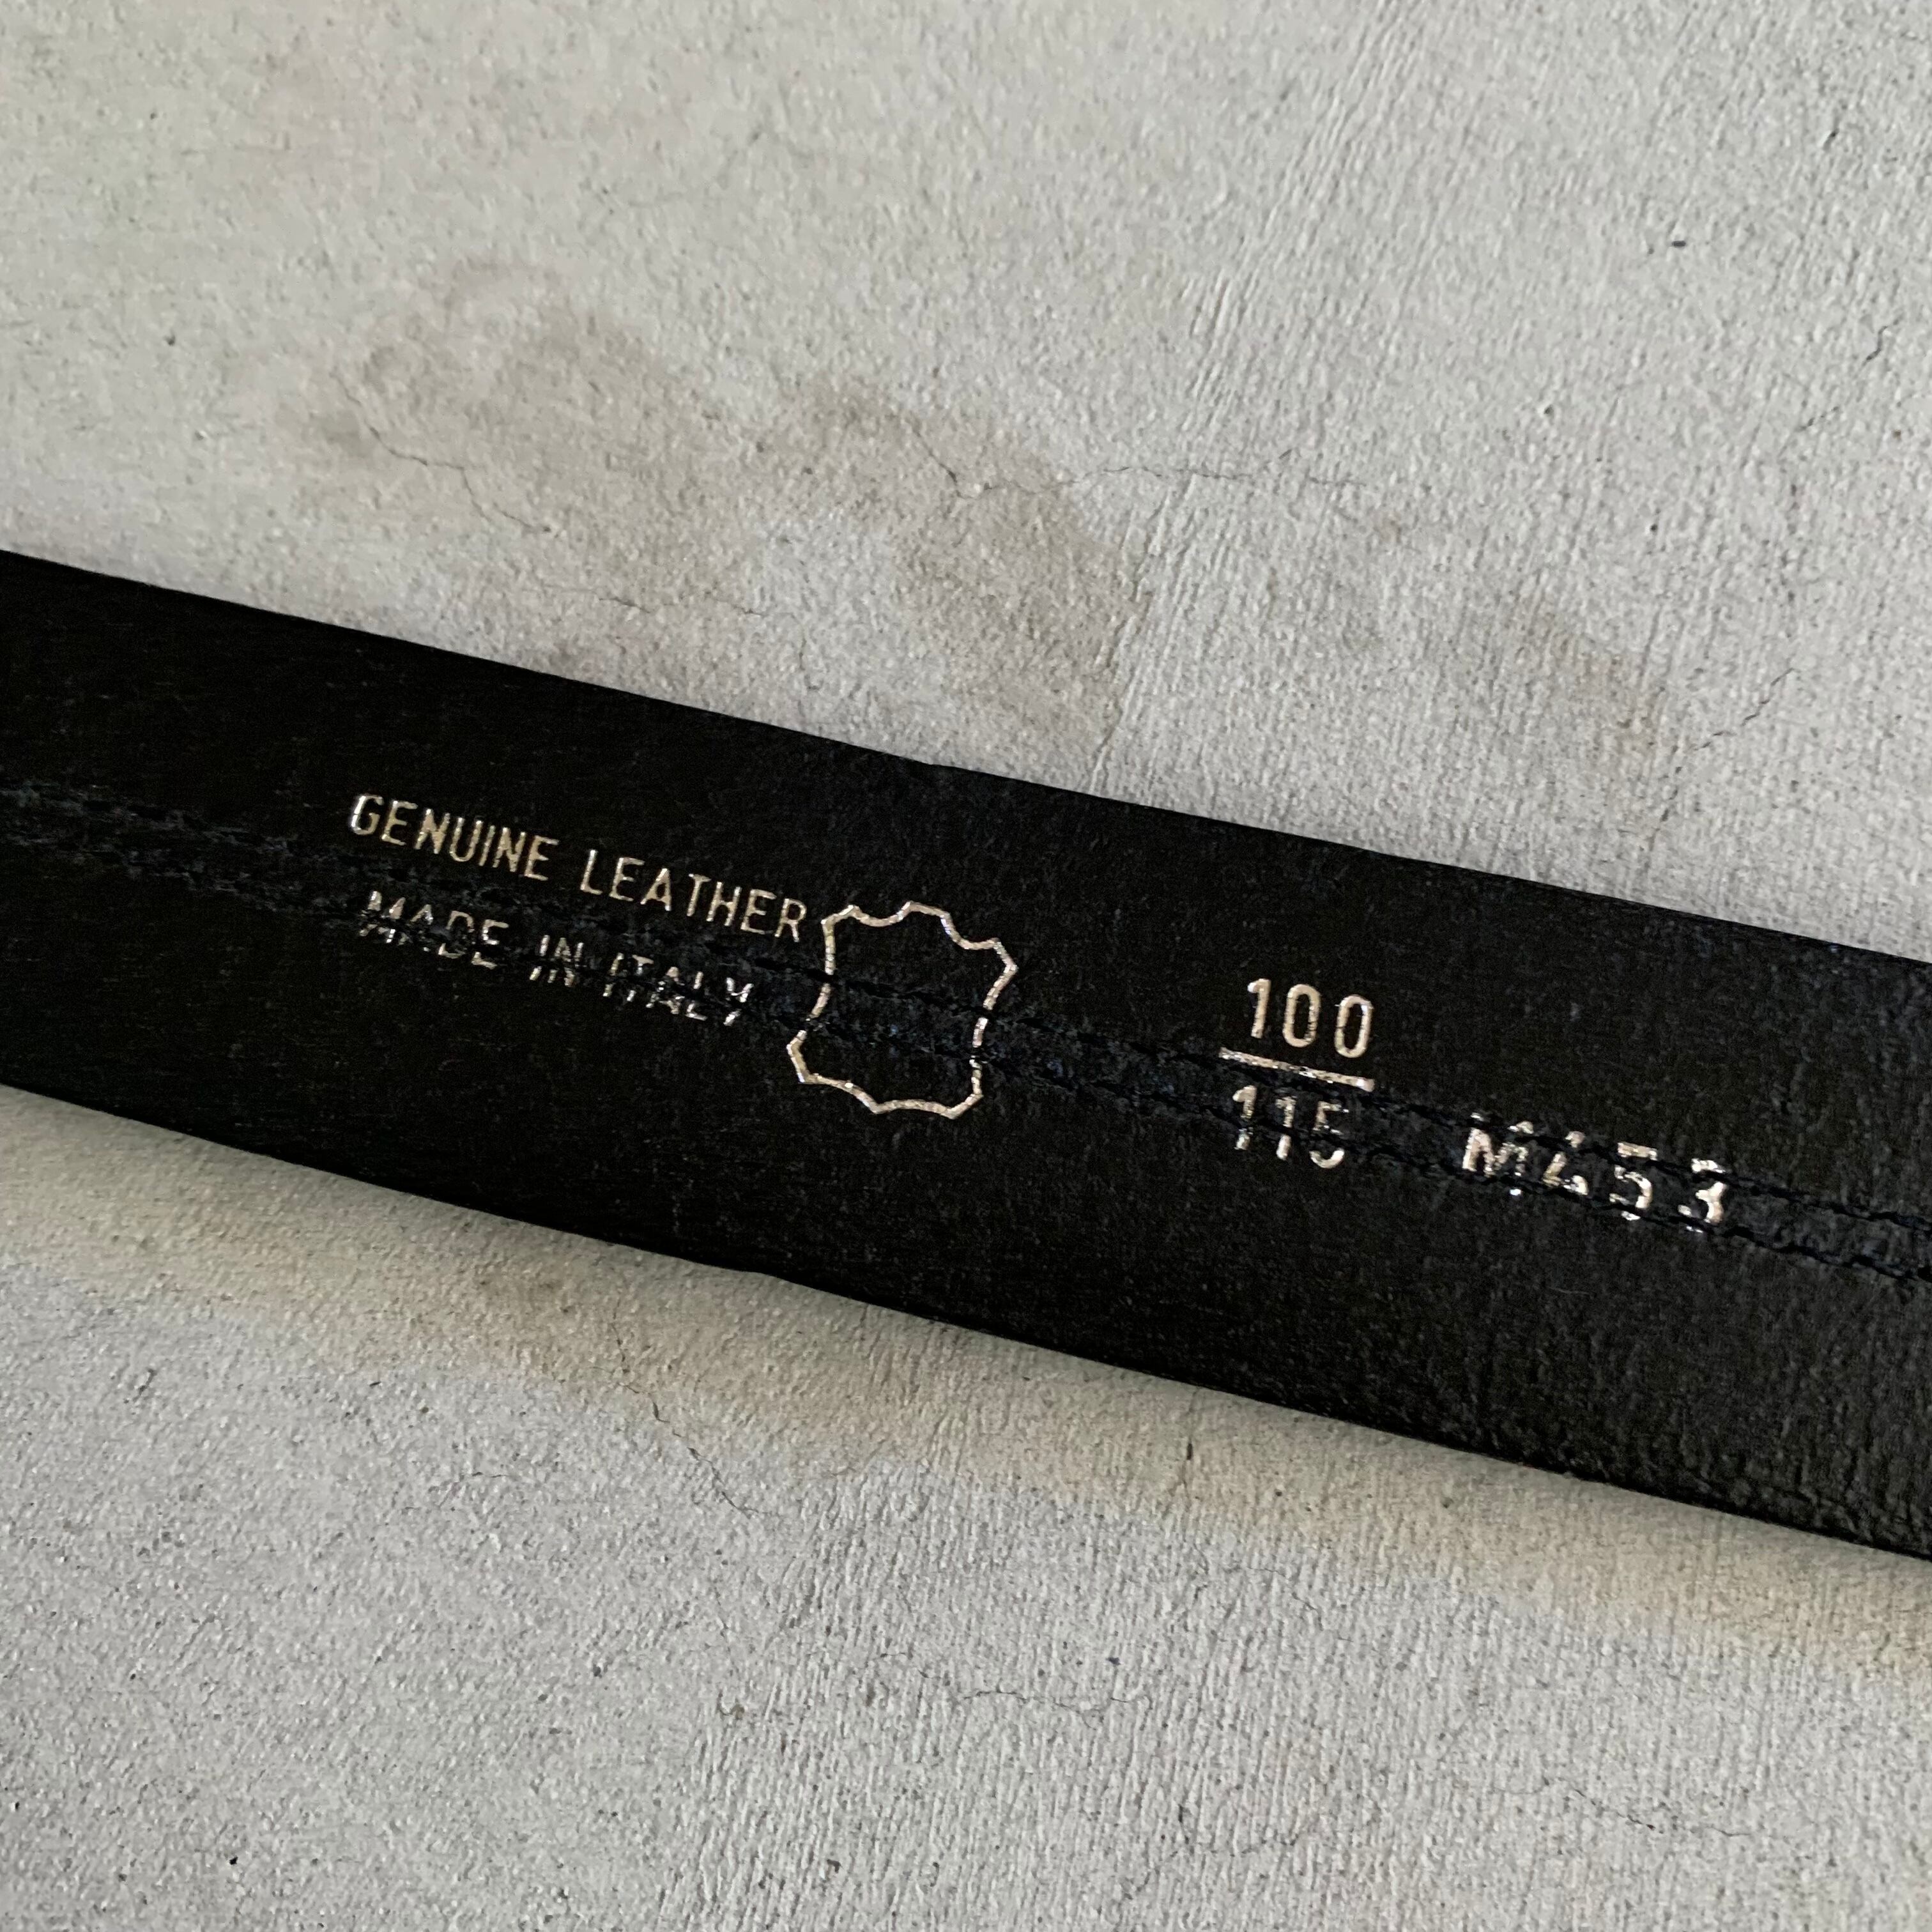 GENUINE LEATHER
MADE IN ITALY
100
115
M453